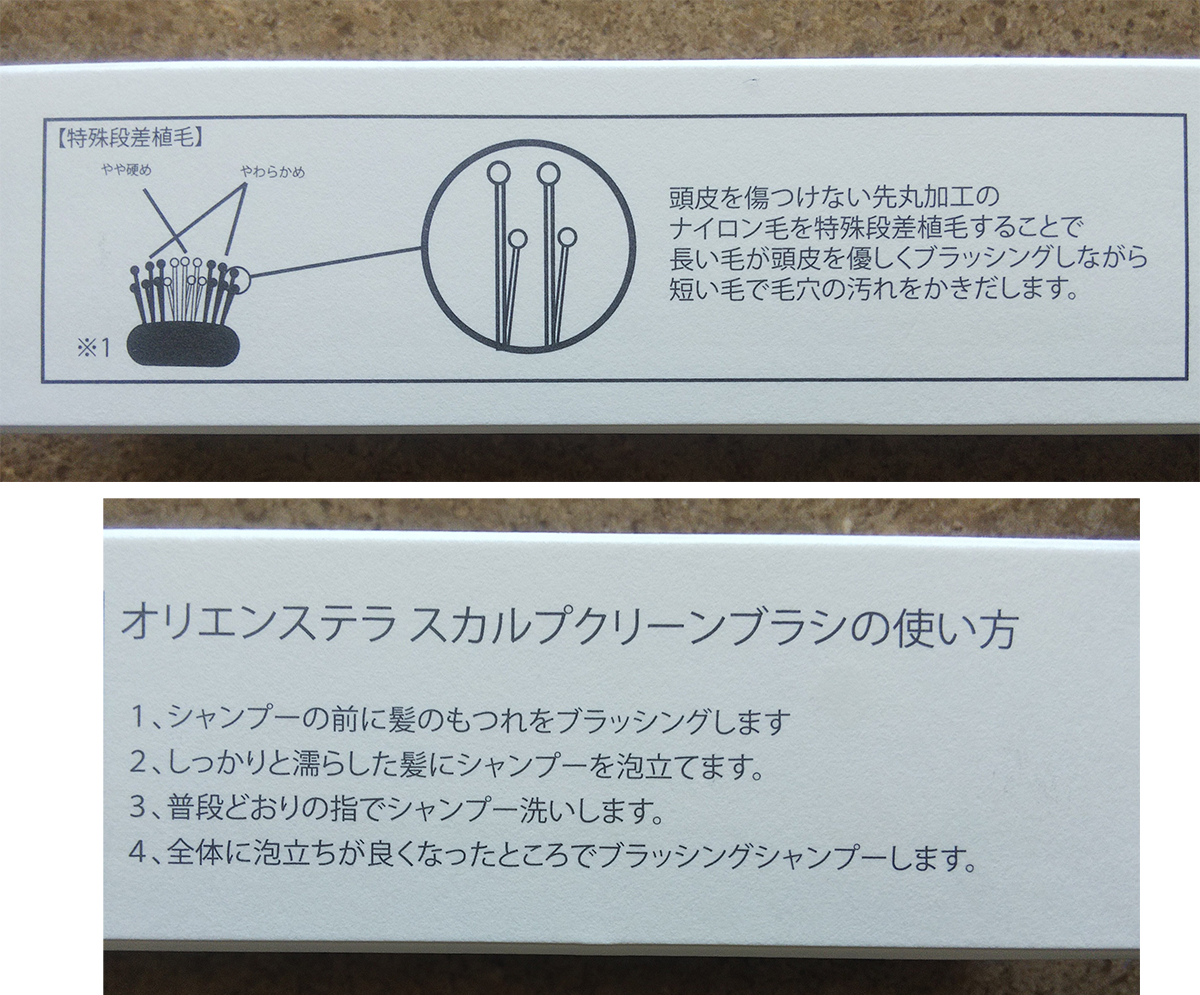 【特殊段差植毛】
やや硬め
やわらかめ
※1
頭皮を傷つけない先丸加工の
ナイロン毛を特殊段差植毛することで
長い毛が頭皮を優しくブラッシングしながら
短い毛で毛穴の汚れをかきだします。
オリエンステラ スカルプクリーンブラシの使い方
1、シャンプーの前に髪のもつれをブラッシングします
2、しっかりと濡らした髪にシャンプーを泡立てます。
3、普段どおりの指でシャンプー洗いします。
4、全体に泡立ちが良くなったところでブラッシングシャンプーします。